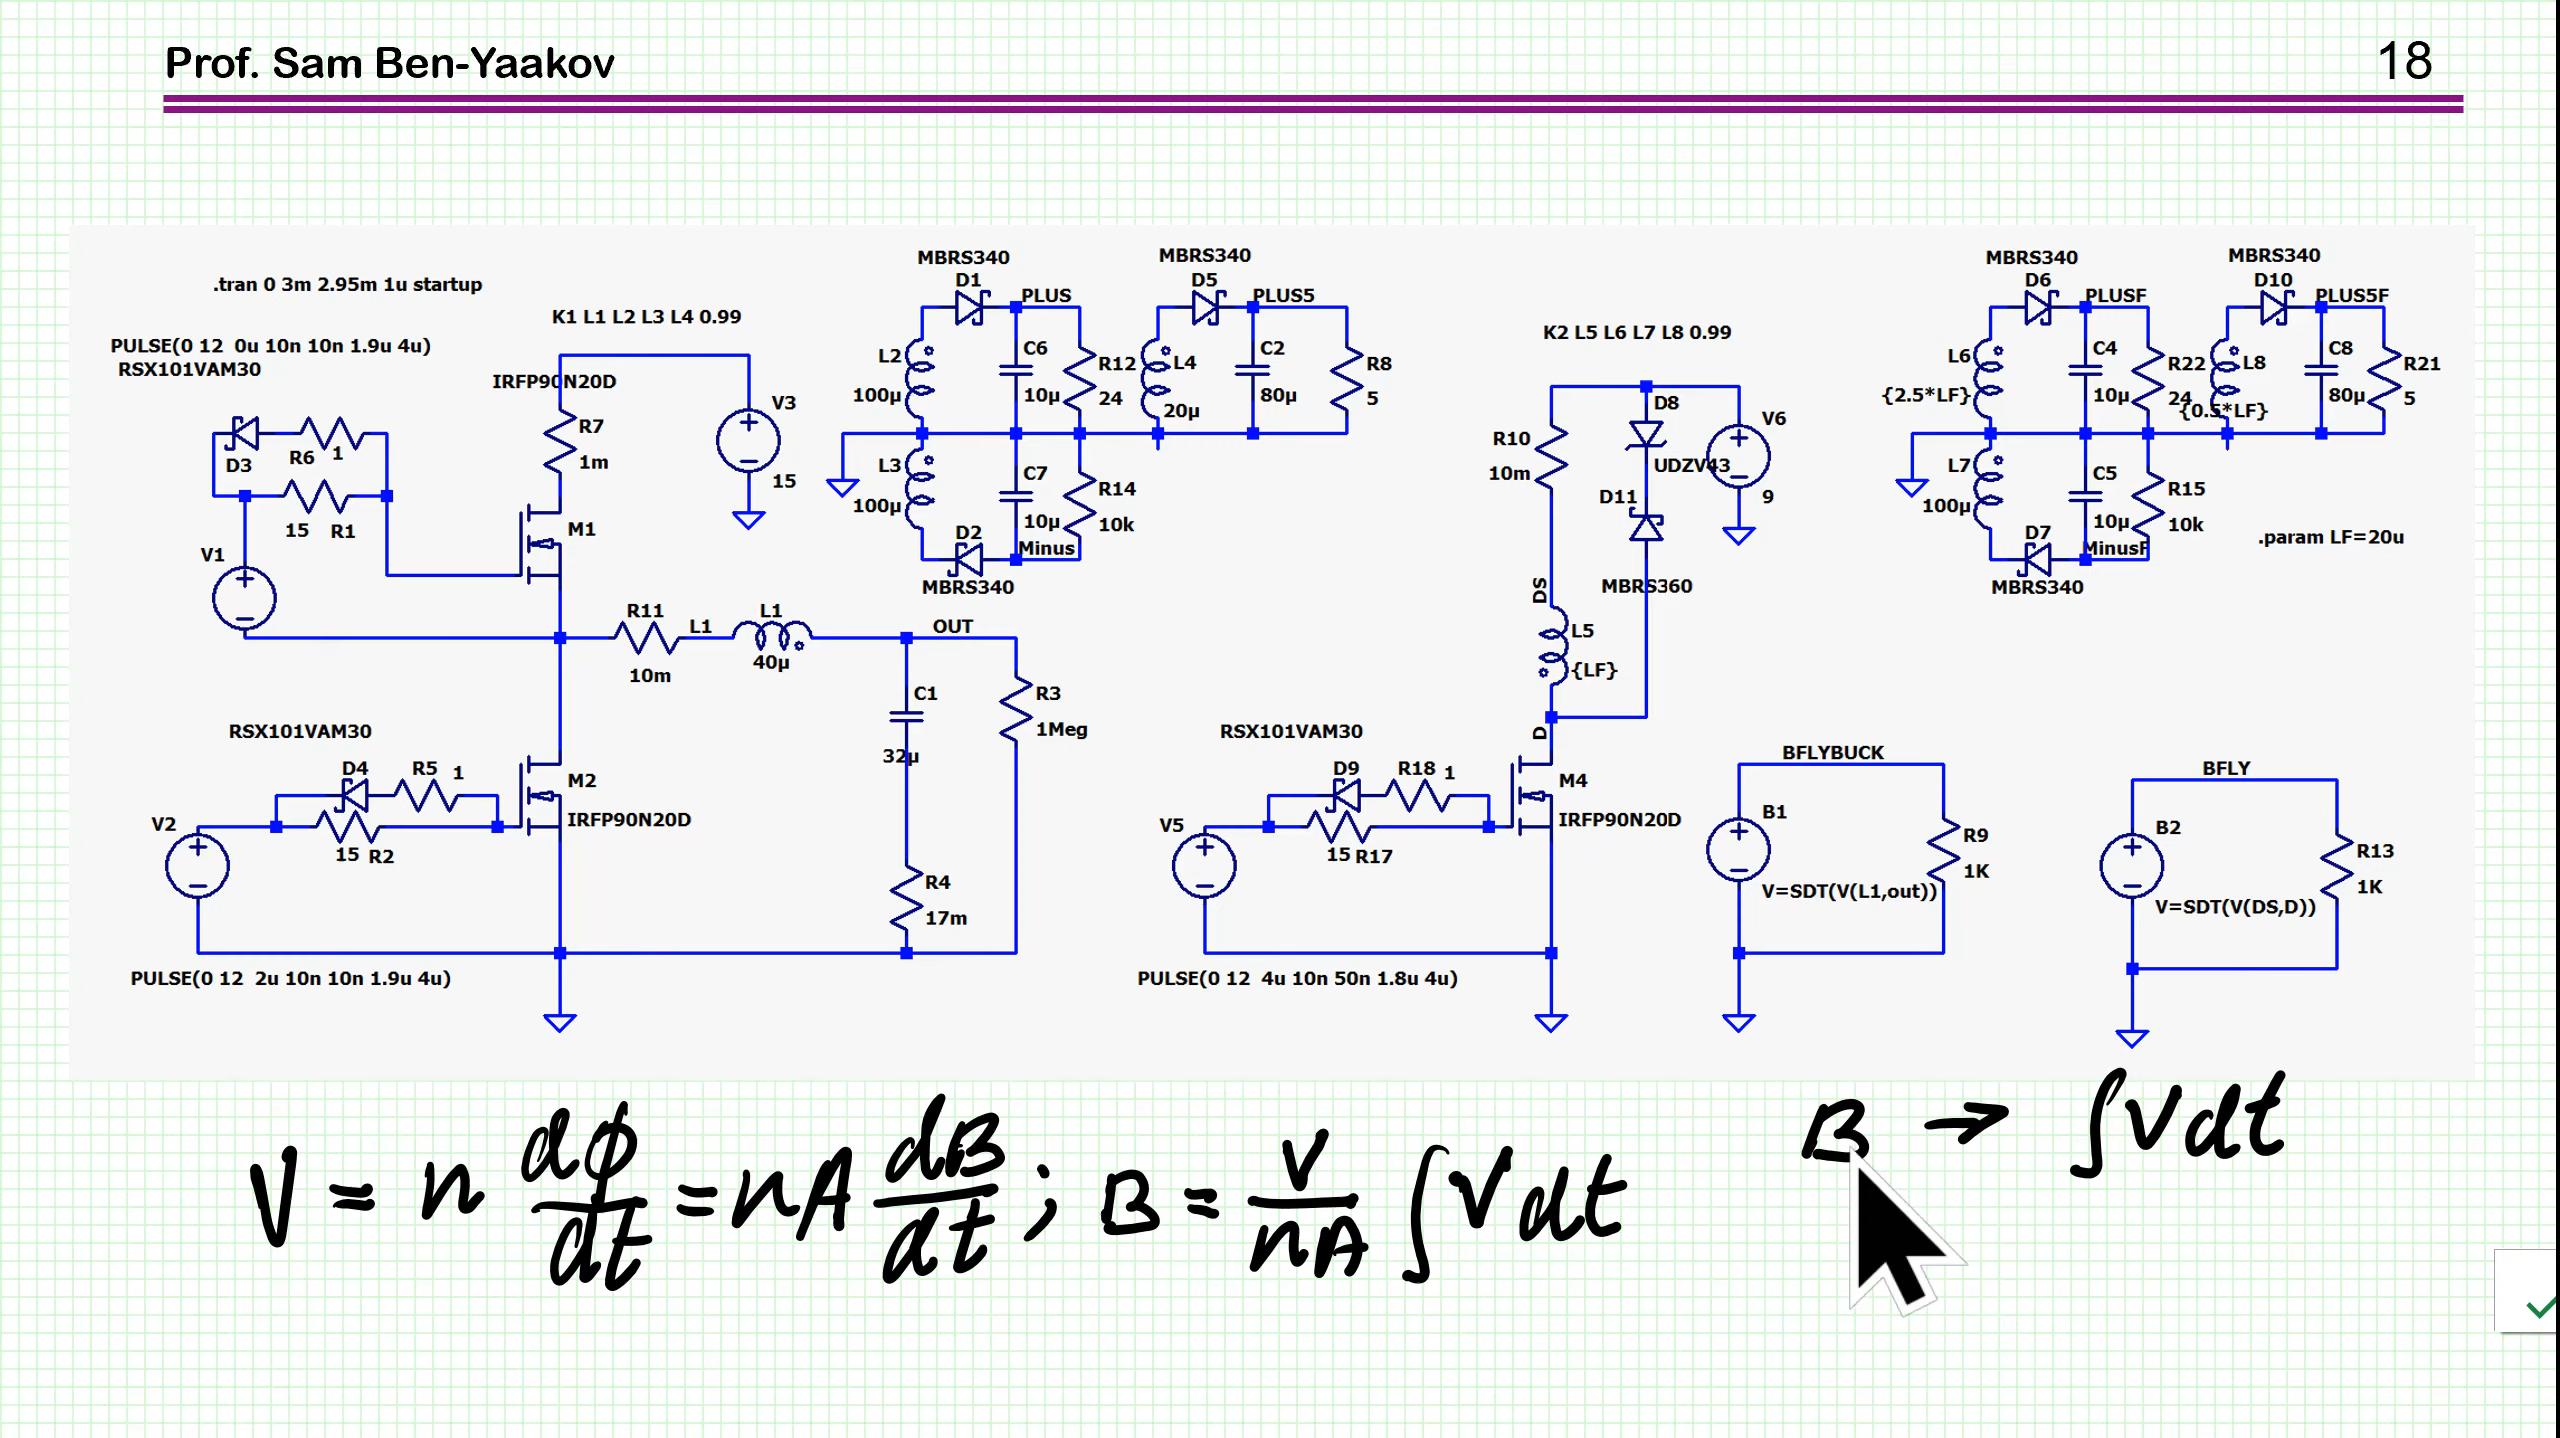 Prof. Sam Ben-Yaakov 18
.tran 0 3m 2.95m 1u startup
PULSE(0 12 0u 10n 10n 1.9u 4u)
RSX101VAM30
K1 L1 L2 L3 L4 0.99
IRFP90N20D
R7
1m
V3
15
D3
R6 1
15 R1
V1
M1
R11
10m
L1
L1
40µ
OUT
C1
32µ
R3
1Meg
R4
17m
RSX101VAM30
D4 R5 1
V2
15 R2
M2
IRFP90N20D
PULSE(0 12 2u 10n 10n 1.9u 4u)
MBRS340
D1
PLUS
L2
100µ
C6
10µ
R12
24
L3
100µ
C7
10µ
R14
10k
D2
Minus
MBRS340
MBRS340
D5
PLUS5
L4
20µ
C2
80µ
R8
5
K2 L5 L6 L7 L8 0.99
R10
10m
D8
UDZV43
V6
9
D11
MBRS360
DS
L5
{LF}
D
RSX101VAM30
D9 R18 1
V5
15 R17
M4
IRFP90N20D
PULSE(0 12 4u 10n 50n 1.8u 4u)
MBRS340
D6
PLUSF
L6
{2.5*LF}
C4
10µ
R22
24
L7
100µ
C5
10µ
R15
10k
D7
MinusF
MBRS340
MBRS340
D10
PLUS5F
L8
{0.5*LF}
C8
80µ
R21
5
.param LF=20u
BFLYBUCK
B1
V=SDT(V(L1,out))
R9
1K
BFLY
B2
V=SDT(V(DS,D))
R13
1K
V = n dϕ/dt = nA dB/dt ; B = V/nA ∫Vdt
B → ∫Vdt